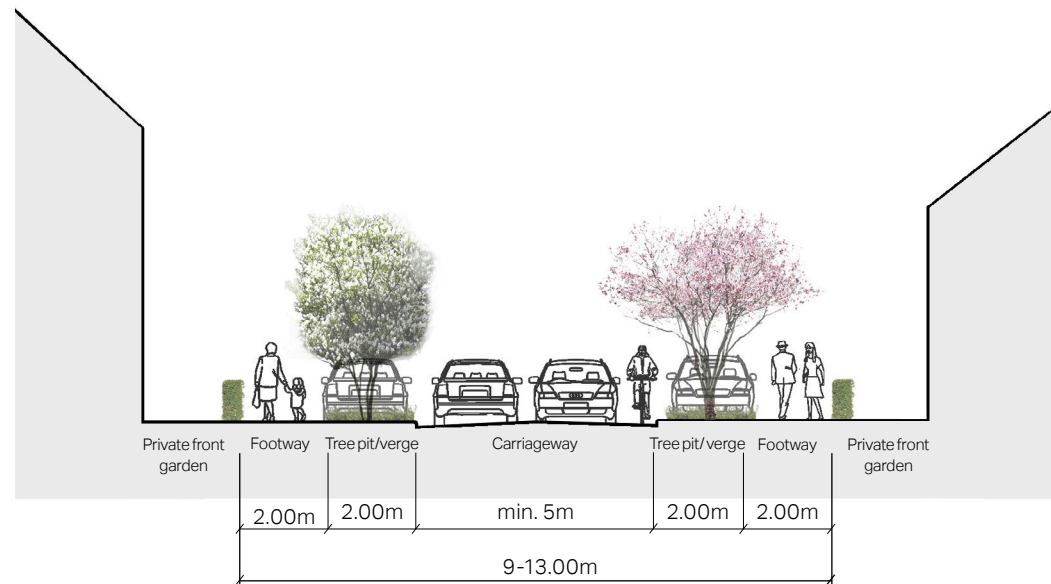 Private front
garden
Footway
Tree pit/verge
Carriageway
Tree pit/ verge
Footway
Private front
garden
2.00m
2.00m
min. 5m
2.00m
2.00m
9-13.00m